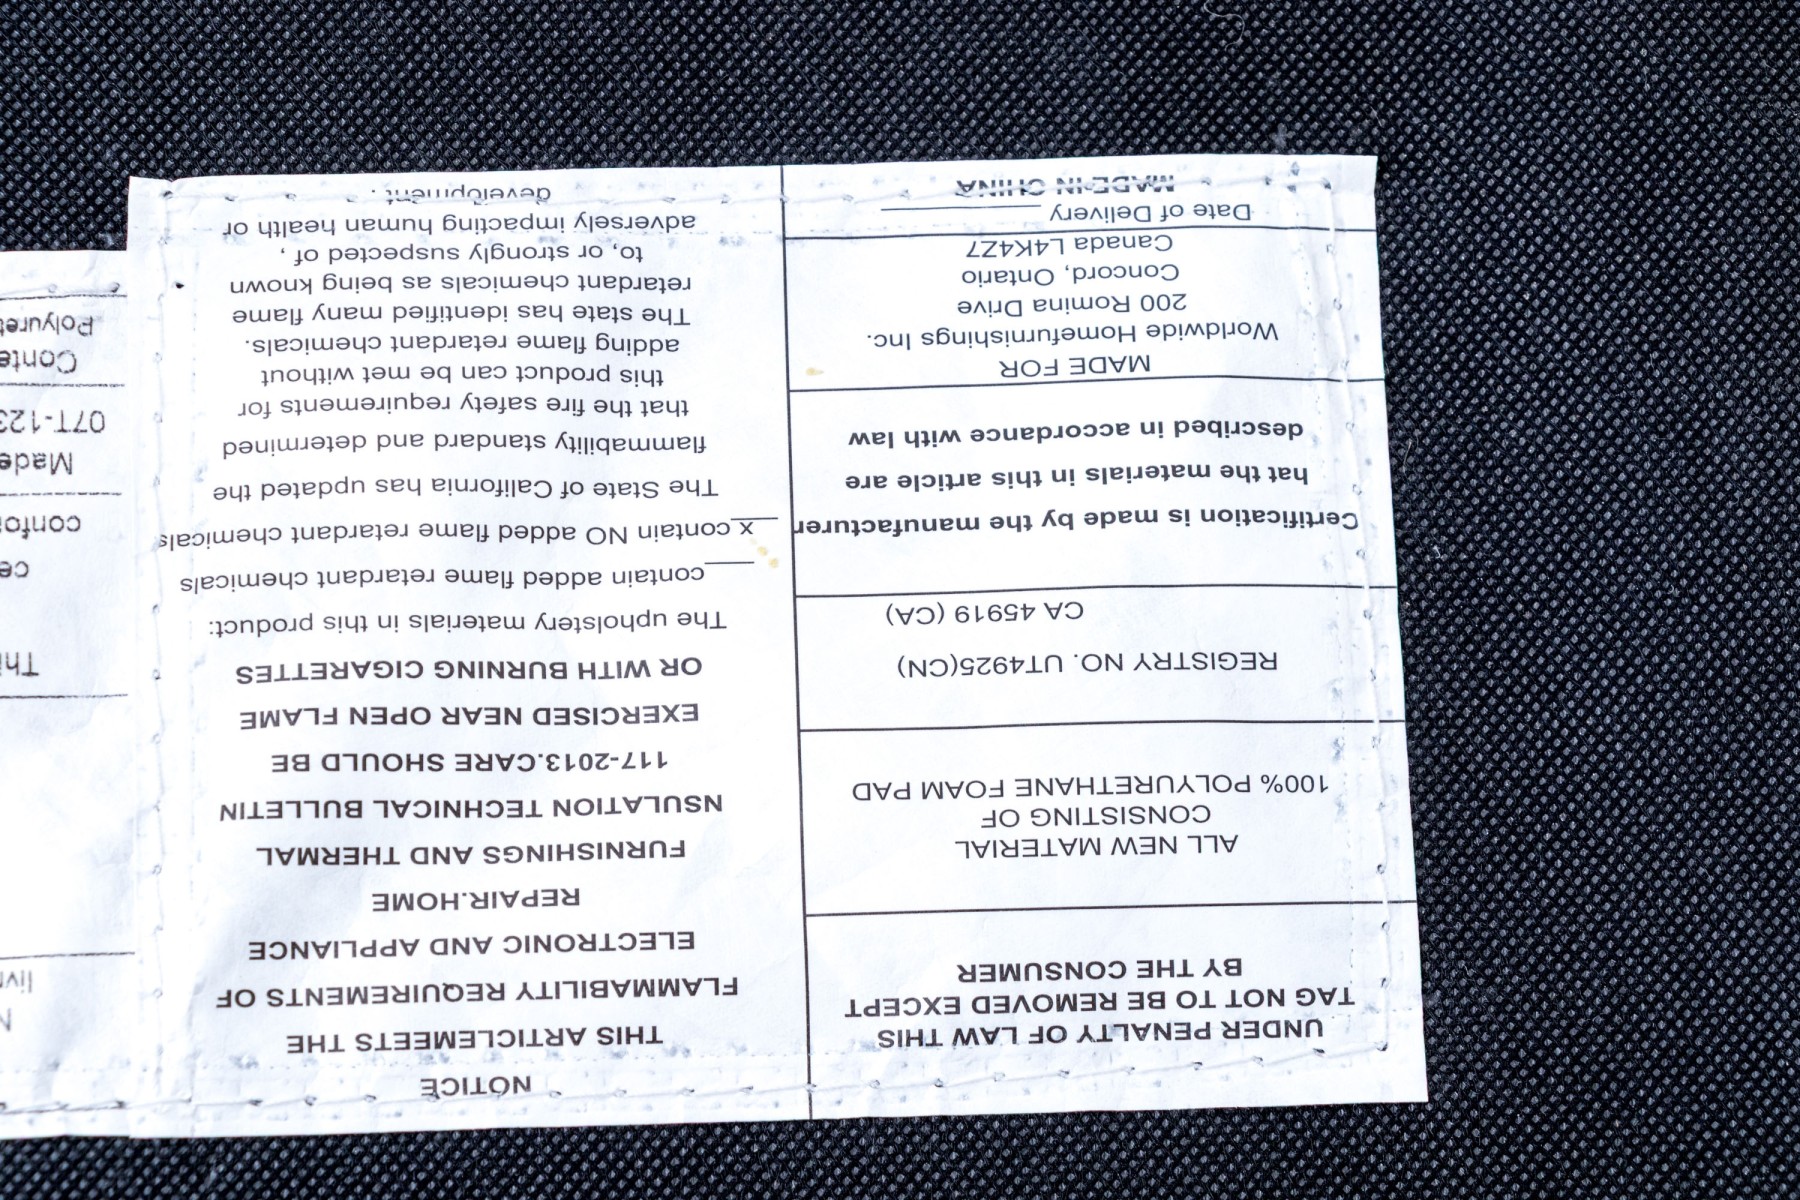 UNDER PENALTY OF LAW THIS
TAG NOT TO BE REMOVED EXCEPT
BY THE CONSUMER
ALL NEW MATERIAL
CONSISTING OF
100% POLYURETHANE FOAM PAD
REGISTRY NO. UT4925(CN)
CA 45919 (CA)
Certification is made by the manufacturer
hat the materials in this article are
described in accordance with law
MADE FOR
Worldwide Homefurnishings Inc.
200 Romina Drive
Concord, Ontario
Canada L4K4Z7
Date of Delivery
MADE IN CHINA
NOTICE
THIS ARTICLEMEETS THE
FLAMMABILITY REQUIREMENTS OF
ELECTRONIC AND APPLIANCE
REPAIR.HOME
FURNISHINGS AND THERMAL
NSULATION TECHNICAL BULLETIN
117-2013.CARE SHOULD BE
EXERCISED NEAR OPEN FLAME
OR WITH BURNING CIGARETTES
The upholstery materials in this product:
contain added flame retardant chemicals
x contain NO added flame retardant chemicals
The State of California has updated the
flammability standard and determined
that the fire safety requirements for
this product can be met without
adding flame retardant chemicals.
The state has identified many flame
retardant chemicals as being known
to, or strongly suspected of ,
adversely impacting human health or
development .
N
Thi
ce
confor
Made
07T-123
Conte
Polyuret